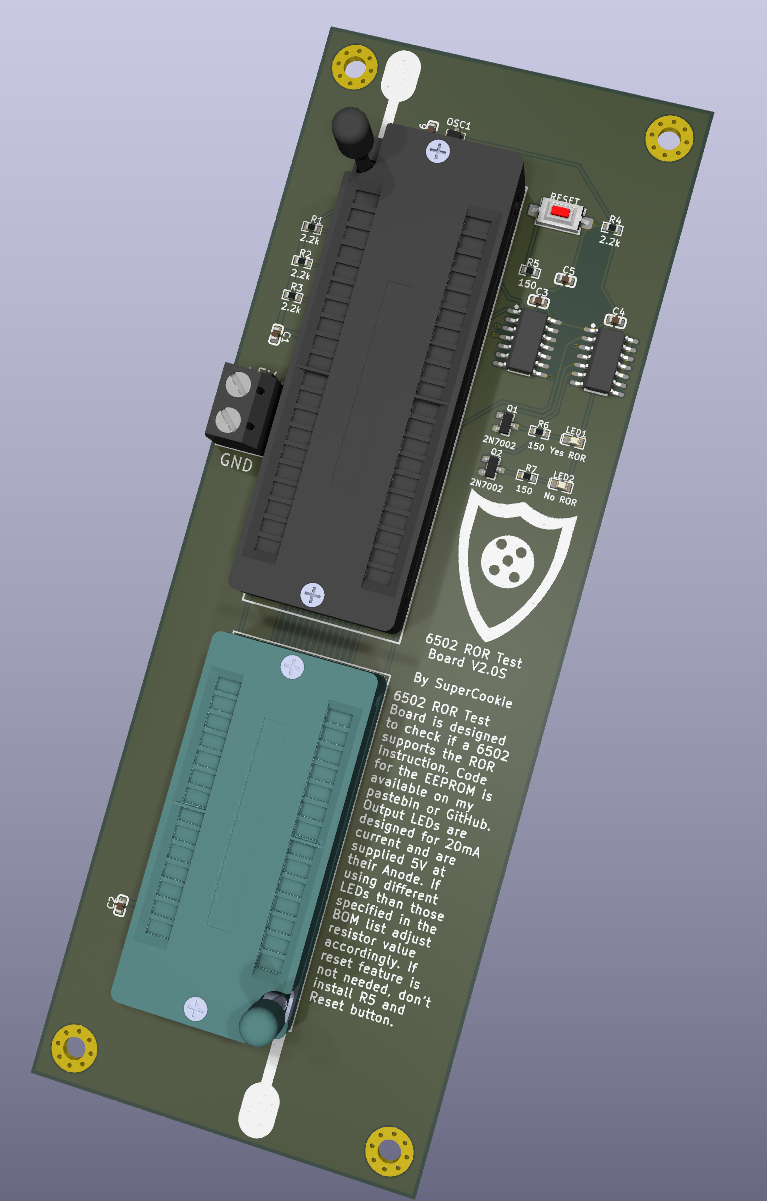 OSC1
RESET
R4
2.2k
R1
2.2k
R2
2.2k
R3
2.2k
C1
R5
150
C5
C3
C4
GND
Q1
2N7002
R6
150
LED1
Yes ROR
Q2
2N7002
R7
150
LED2
No ROR
6502 ROR Test
Board V2.0S
By SuperCookie
6502 ROR Test
Board is designed
to check if a 6502
supports the ROR
instruction. Code
for the EEPROM is
available on my
pastebin or GitHub.
Output LEDs are
designed for 20mA
current and are
supplied 5V at
their Anode. If
using different
LEDs than those
specified in the
BOM list adjust
resistor value
accordingly. If
reset feature is
not needed, don't
install R5 and
Reset button.
C2